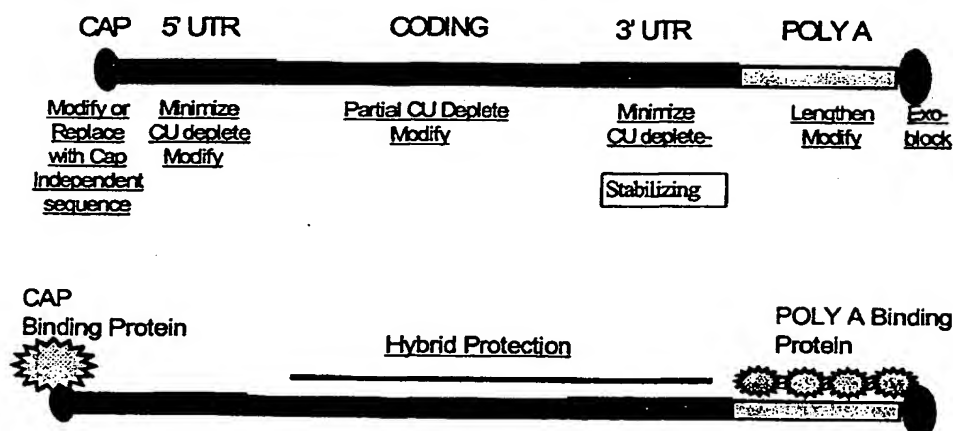 CAP 5' UTR CODING 3' UTR POLY A
Modify or
Replace
with Cap
Independent
sequence
Minimize
CU deplete
Modify
Partial CU Deplete
Modify
Minimize
CU deplete-
Stabilizing
Lengthen
Modify
Exo-
block
CAP
Binding Protein
Hybrid Protection
POLY A Binding
Protein